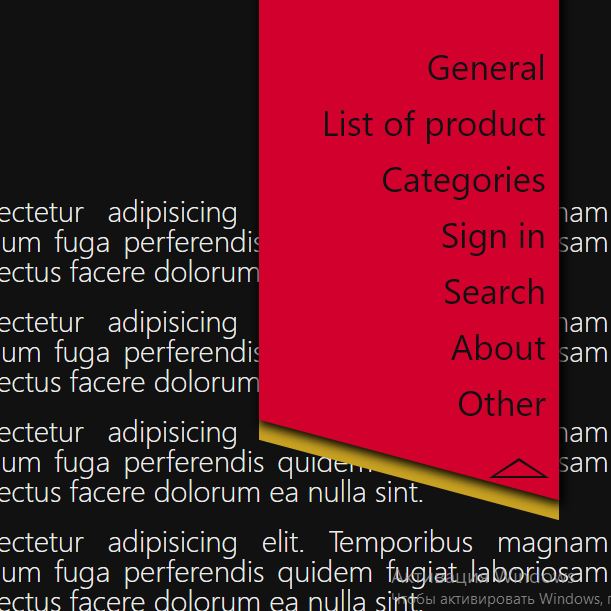 General
List of product
Categories
Sign in
Search
About
Other
ectetur adipisicing nam
um fuga perferendis sam
ectus facere dolorum
ectetur adipisicing nam
um fuga perferendis sam
ectus facere dolorum
ectetur adipisicing nam
um fuga perferendis quidem sam
ectus facere dolorum ea nulla sint.
ectetur adipisicing elit. Temporibus magnam
um fuga perferendis quidem fugiat laboriosam
ectus facere dolorum ea nulla sint.
Активация Windows
Чтобы активировать Windows,